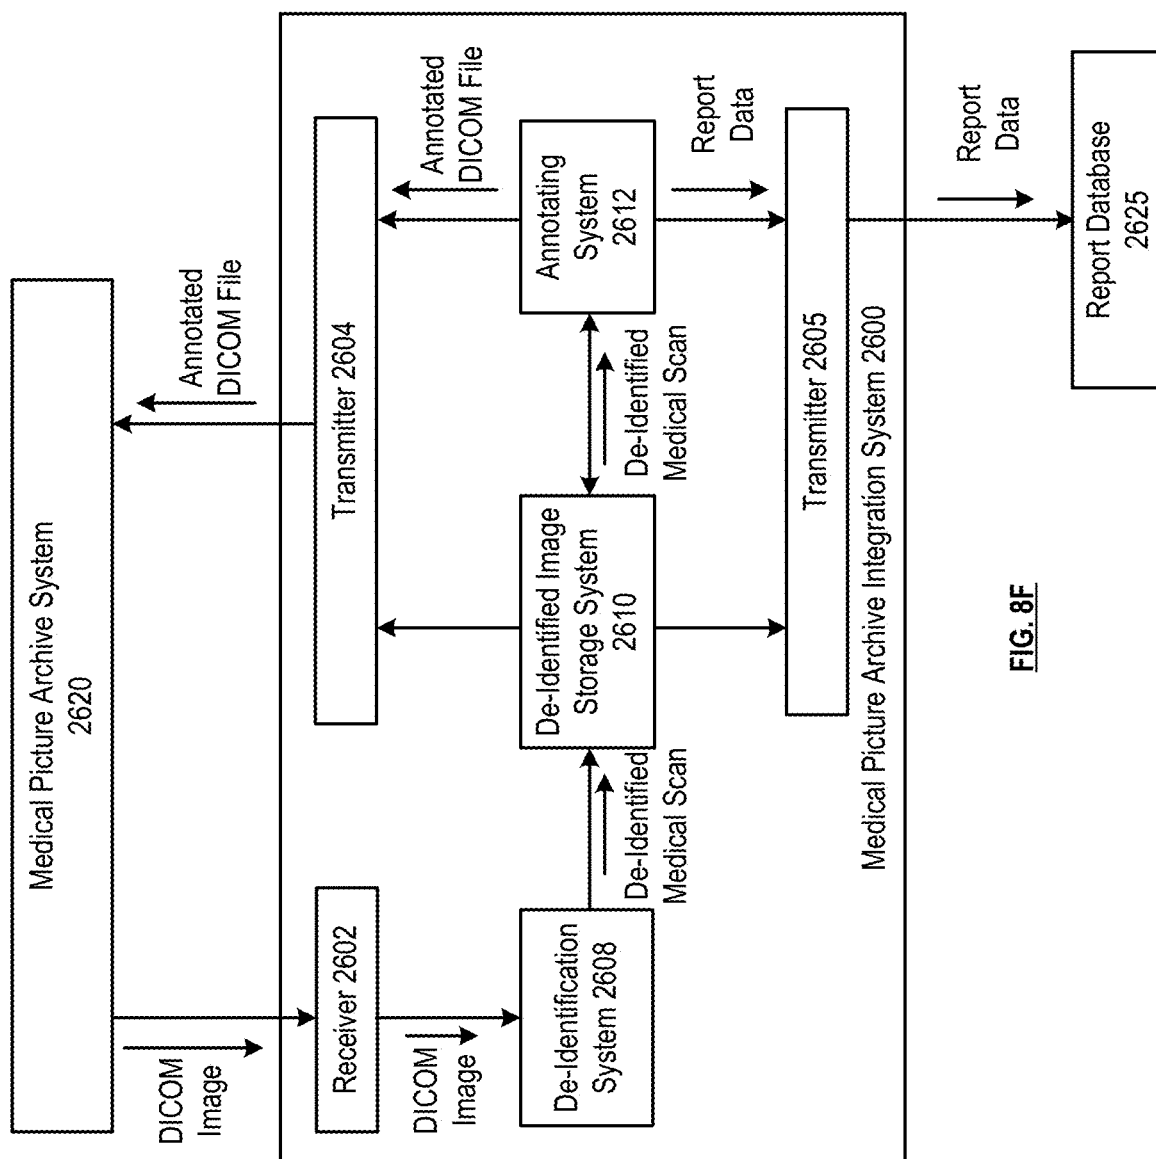 Medical Picture Archive System
2620
DICOM
Image
Annotated
DICOM File
Receiver 2602
Transmitter 2604
DICOM
Image
Annotated
DICOM File
De-Identification
System 2608
De-Identified
Medical Scan
De-Identified Image
Storage System
2610
De-Identified
Medical Scan
Annotating
System
2612
Report
Data
Transmitter 2605
Medical Picture Archive Integration System 2600
Report
Data
Report Database
2625
FIG. 8F